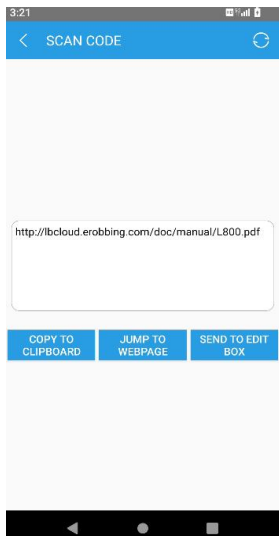 3:21
SCAN CODE
http://lbcloud.erobbing.com/doc/manual/L800.pdf
COPY TO
CLIPBOARD
JUMP TO
WEBPAGE
SEND TO EDIT
BOX